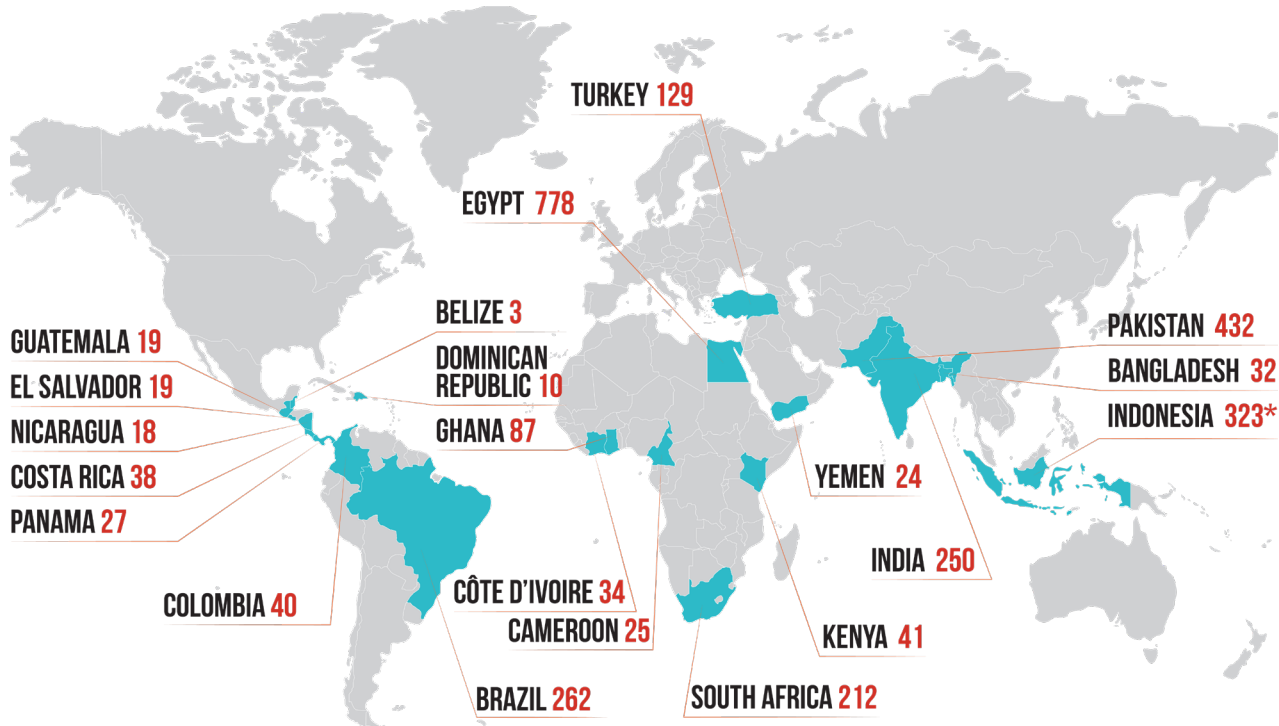 TURKEY 129
EGYPT 778
BELIZE 3
DOMINICAN
REPUBLIC 10
GHANA 87
GUATEMALA 19
EL SALVADOR 19
NICARAGUA 18
COSTA RICA 38
PANAMA 27
COLOMBIA 40
BRAZIL 262
CÔTE D'IVOIRE 34
CAMEROON 25
SOUTH AFRICA 212
KENYA 41
YEMEN 24
INDIA 250
PAKISTAN 432
BANGLADESH 32
INDONESIA 323*